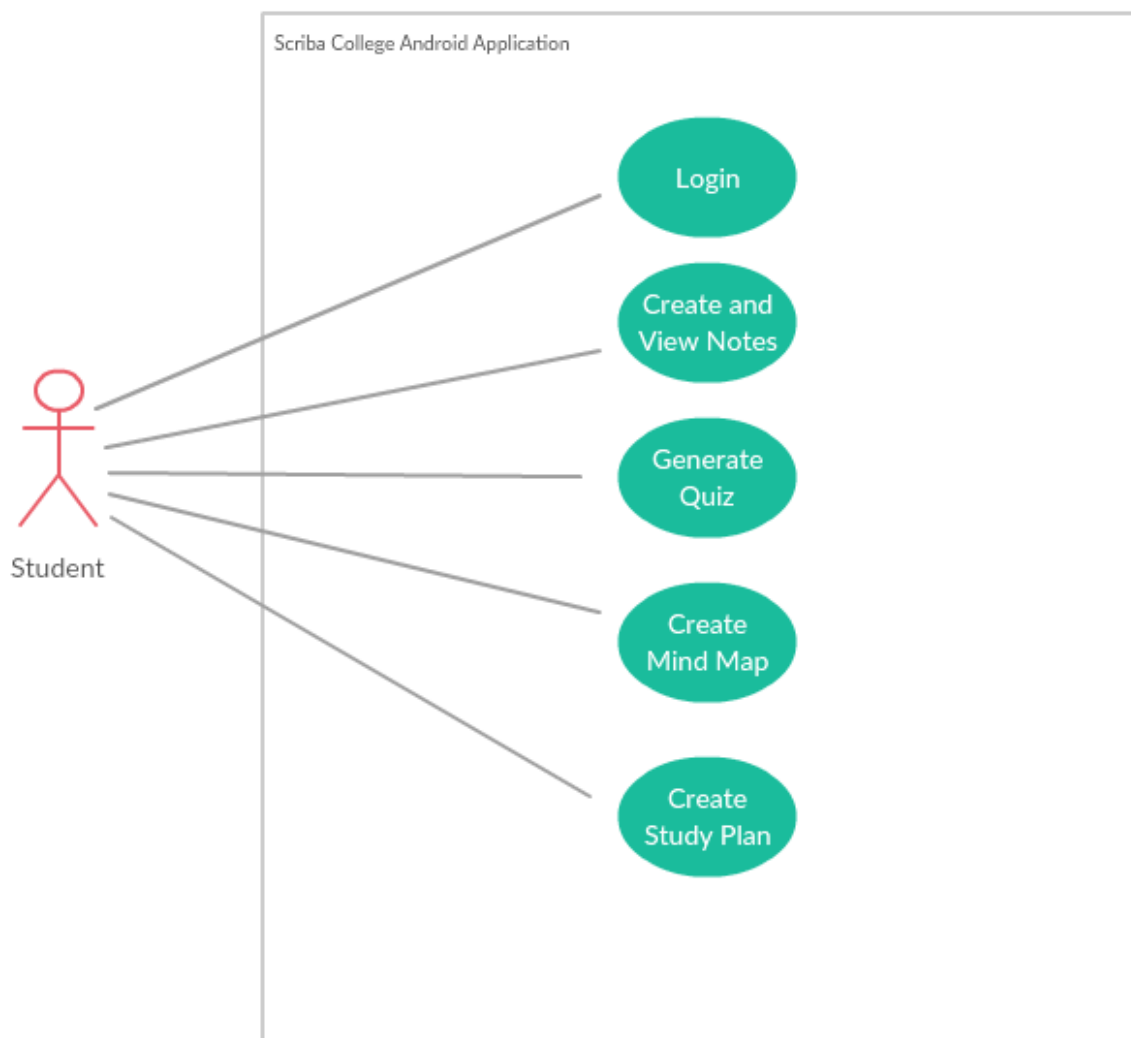 Scriba College Android Application
Login
Create and
View Notes
Generate
Quiz
Student
Create
Mind Map
Create
Study Plan